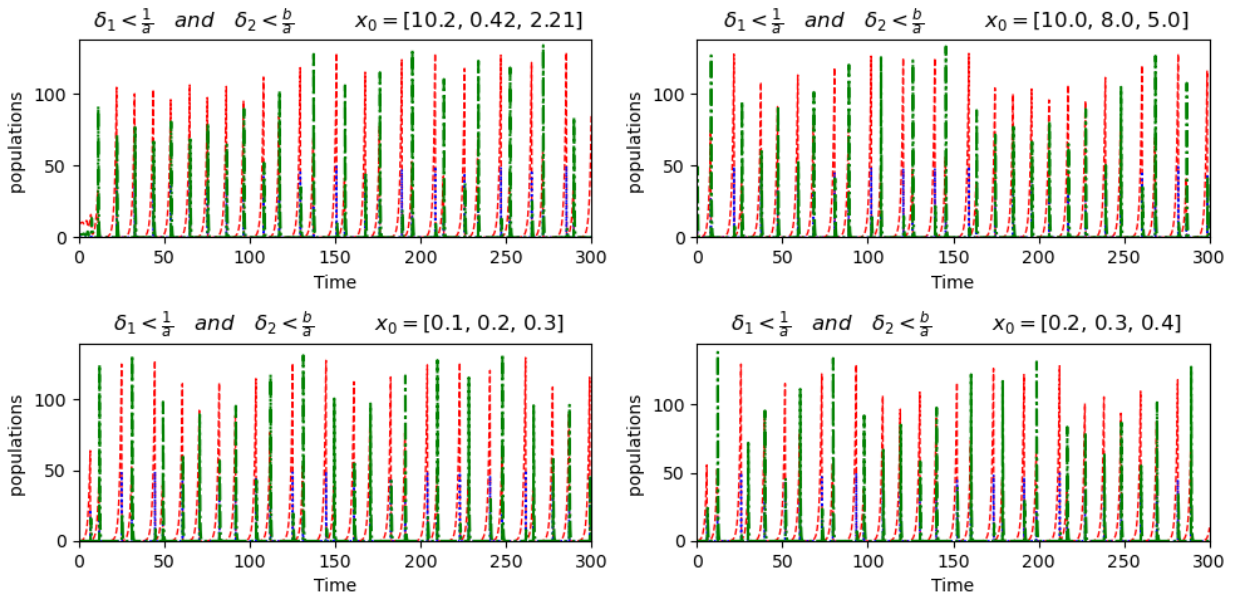 δ₁ < 1/a and δ₂ < b/a x₀ = [10.2, 0.42, 2.21]
populations
100
50
0
0 50 100 150 200 250 300
Time
δ₁ < 1/a and δ₂ < b/a x₀ = [10.0, 8.0, 5.0]
populations
100
50
0
0 50 100 150 200 250 300
Time
δ₁ < 1/a and δ₂ < b/a x₀ = [0.1, 0.2, 0.3]
populations
100
50
0
0 50 100 150 200 250 300
Time
δ₁ < 1/a and δ₂ < b/a x₀ = [0.2, 0.3, 0.4]
populations
100
50
0
0 50 100 150 200 250 300
Time